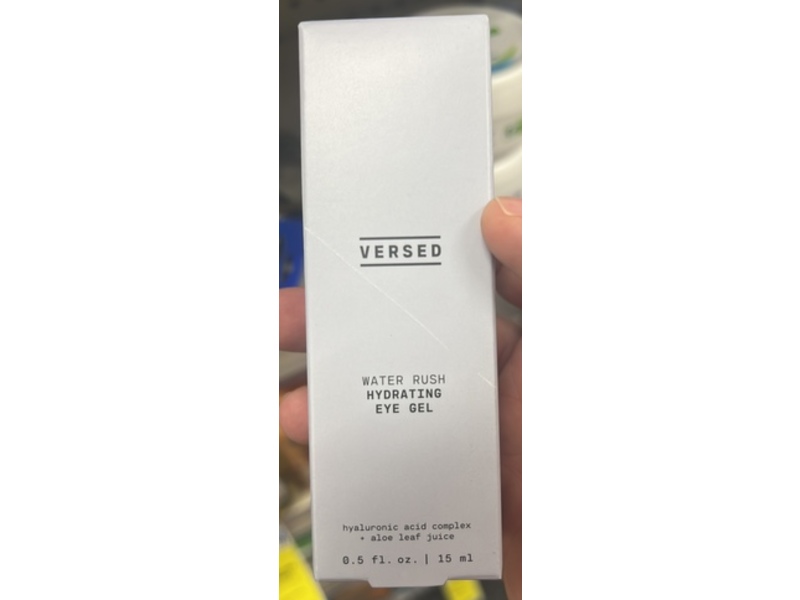 VERSED
WATER RUSH
HYDRATING
EYE GEL
hyaluronic acid complex
+ aloe leaf juice
0.5 fl. oz. | 15 ml